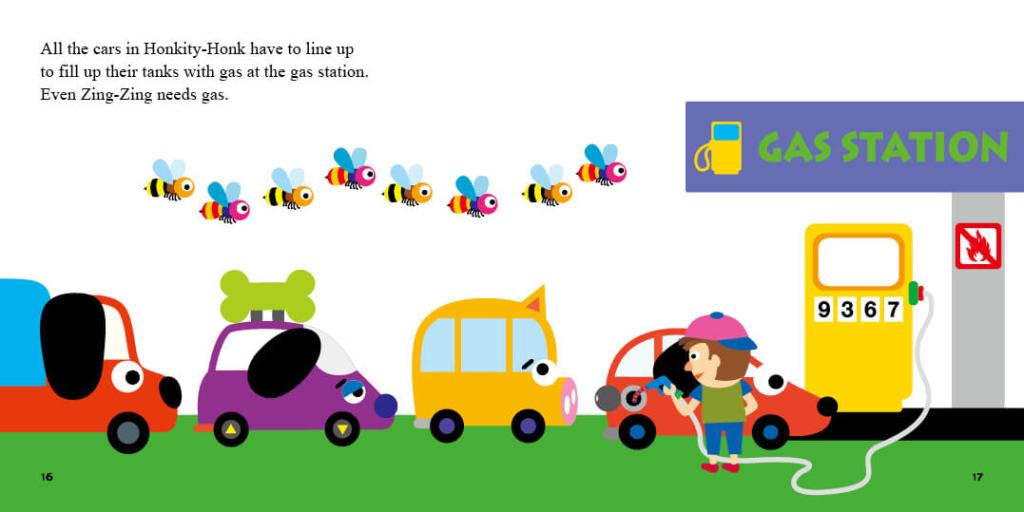 All the cars in Honkity-Honk have to line up
to fill up their tanks with gas at the gas station.
Even Zing-Zing needs gas.
GAS STATION
9367
16
17